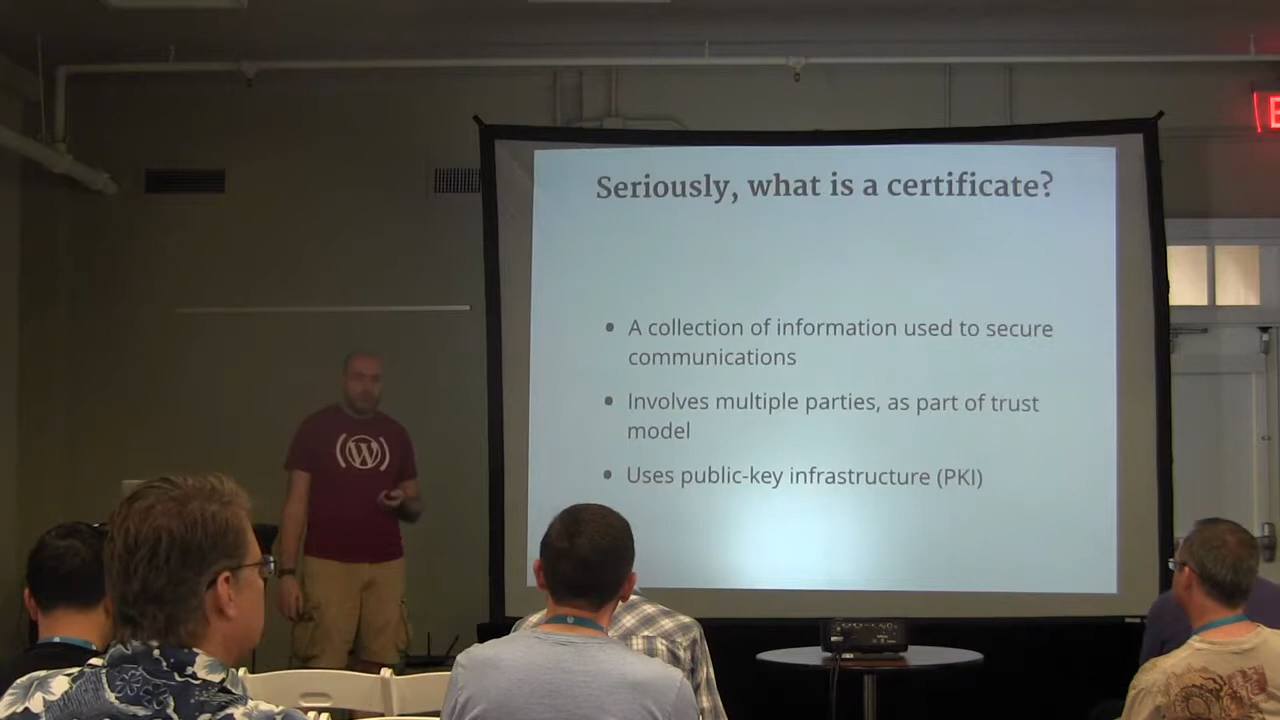 Seriously, what is a certificate?
• A collection of information used to secure
communications
• Involves multiple parties, as part of trust
model
• Uses public-key infrastructure (PKI)
(W)
E